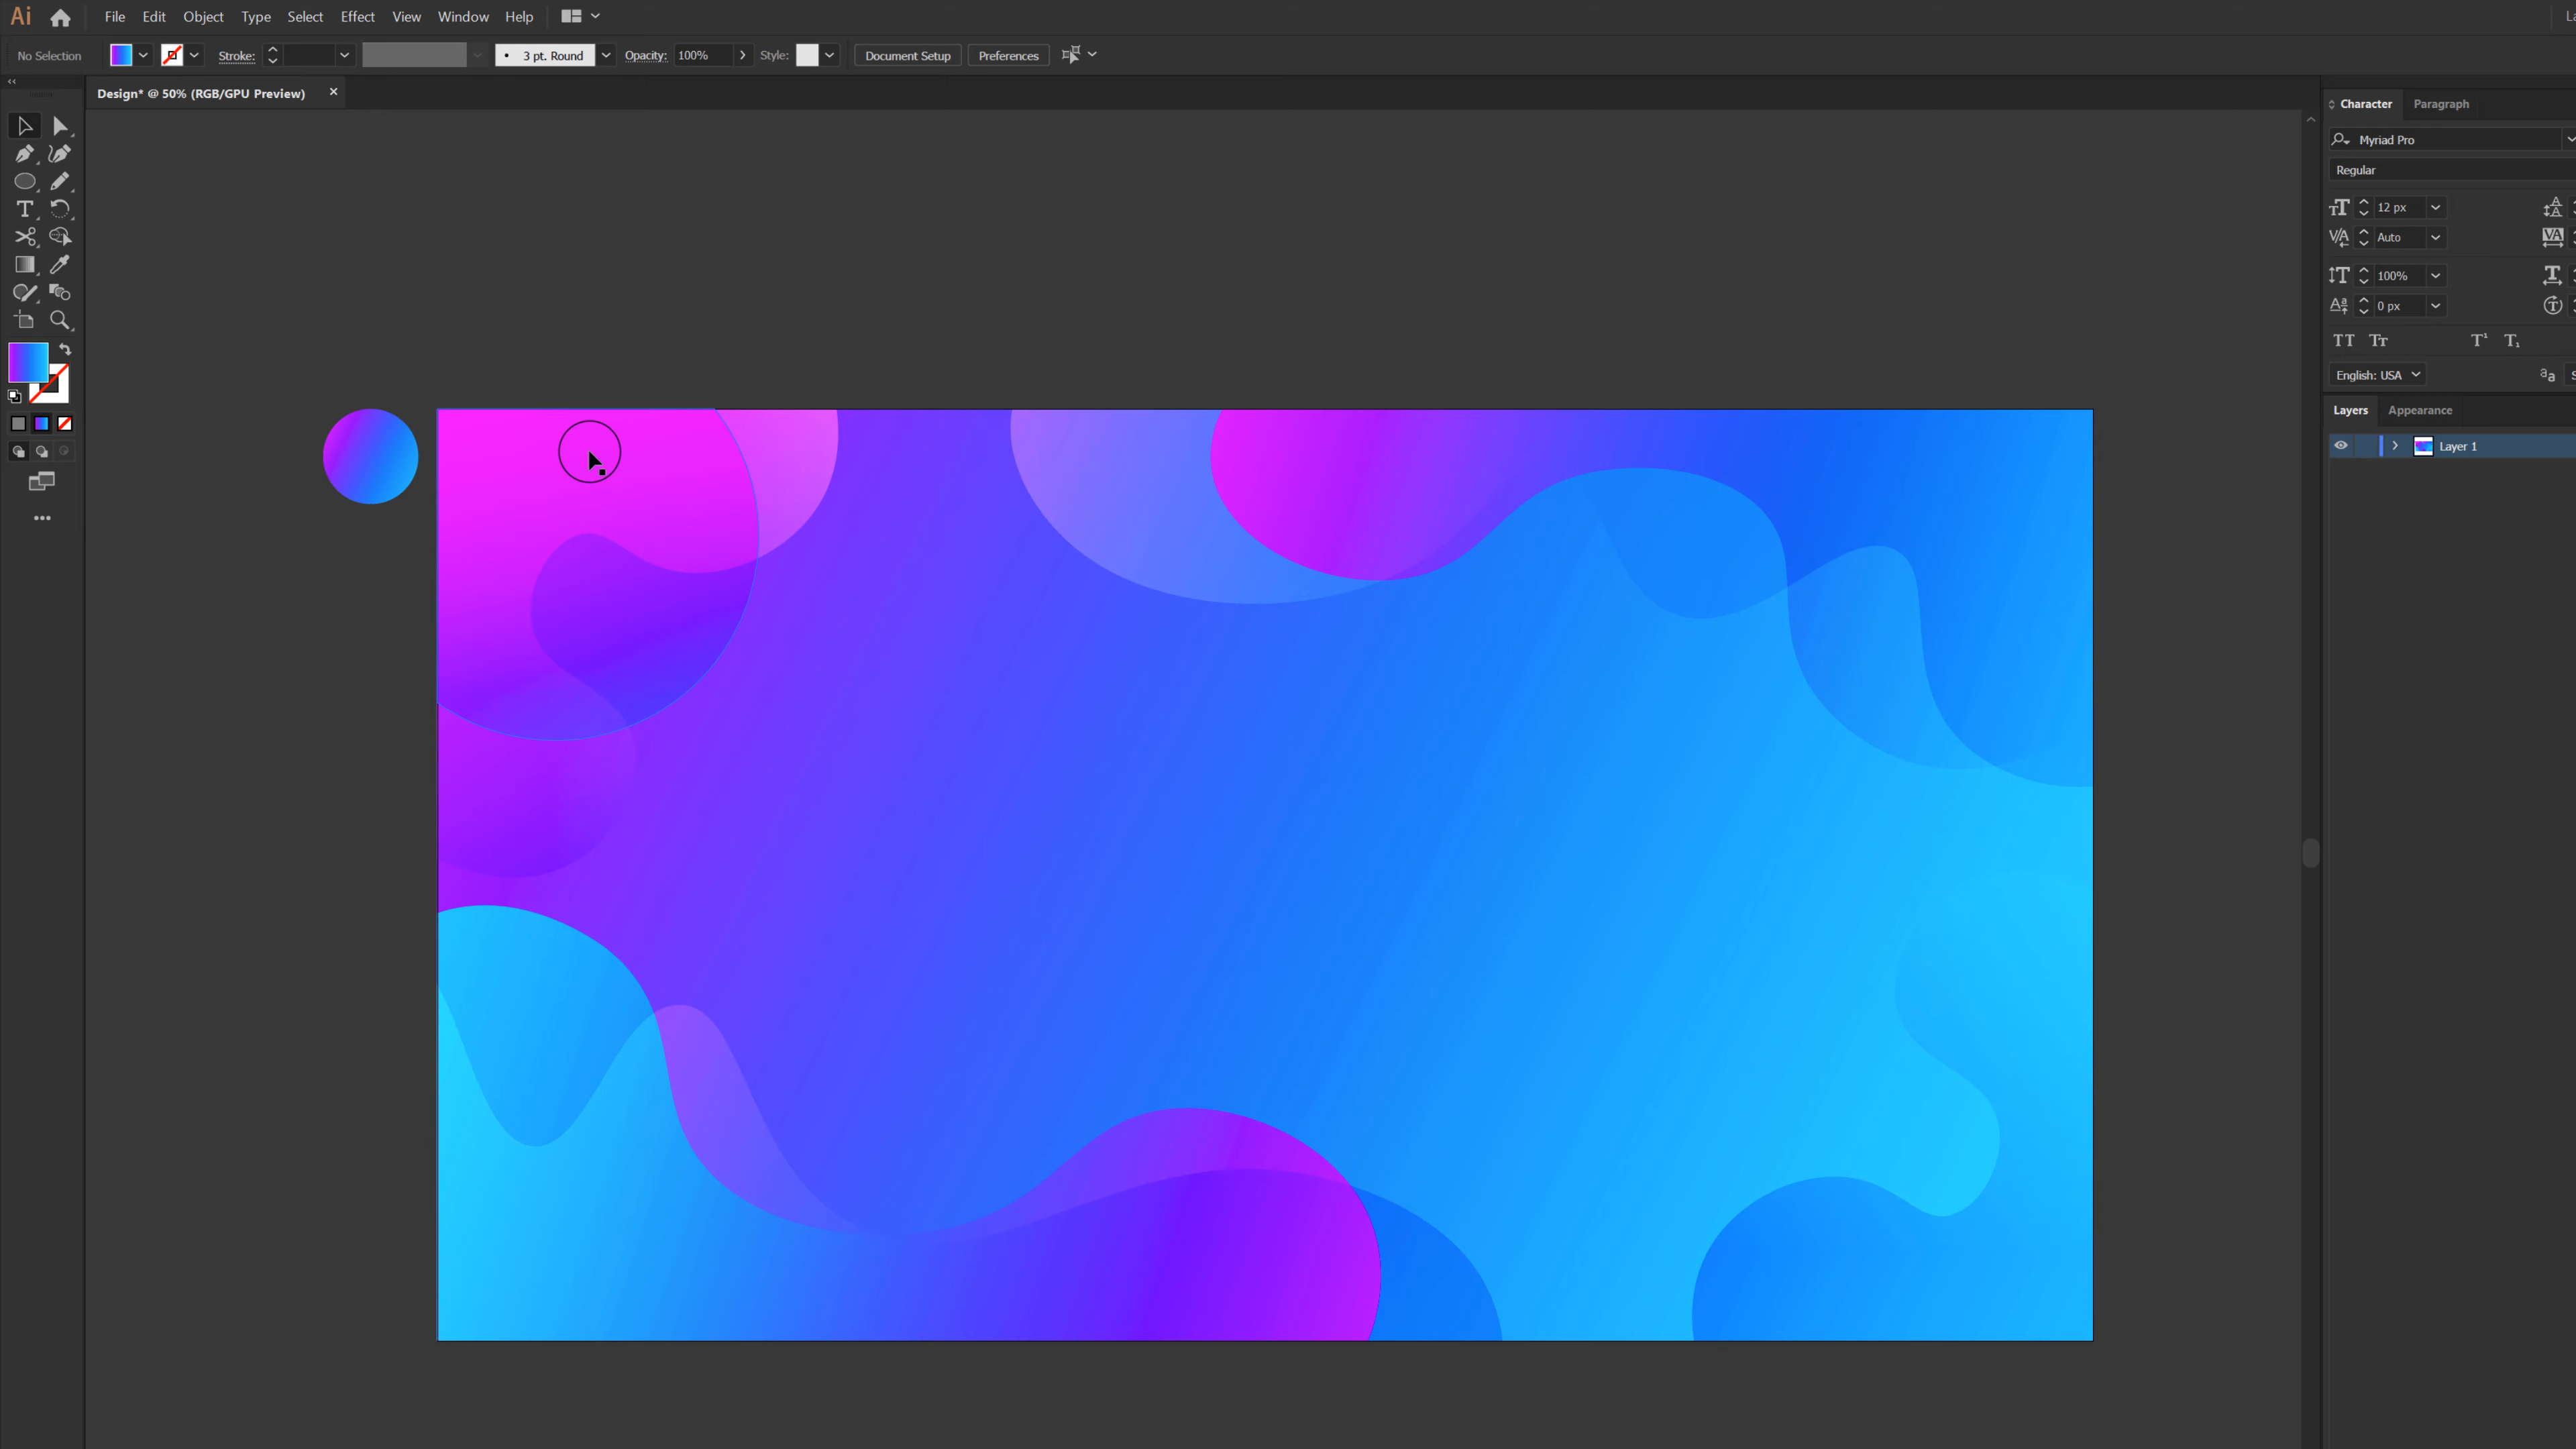 Ai File Edit Object Type Select Effect View Window Help
No Selection Stroke: 3 pt. Round Opacity: 100% Style: Document Setup Preferences
Design* @ 50% (RGB/GPU Preview)
Character Paragraph
Myriad Pro
Regular
12 px
Auto
100%
0 px
English: USA
Layers Appearance
Layer 1